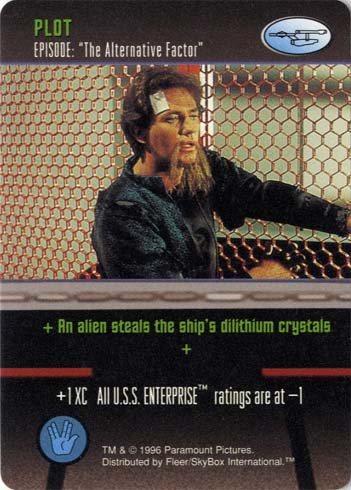 PLOT
EPISODE: "The Alternative Factor"
+ An alien steals the ship's dilithium crystals
+
+1 XC All U.S.S. ENTERPRISE™ ratings are at −1
TM & © 1996 Paramount Pictures.
Distributed by Fleer/SkyBox International.™